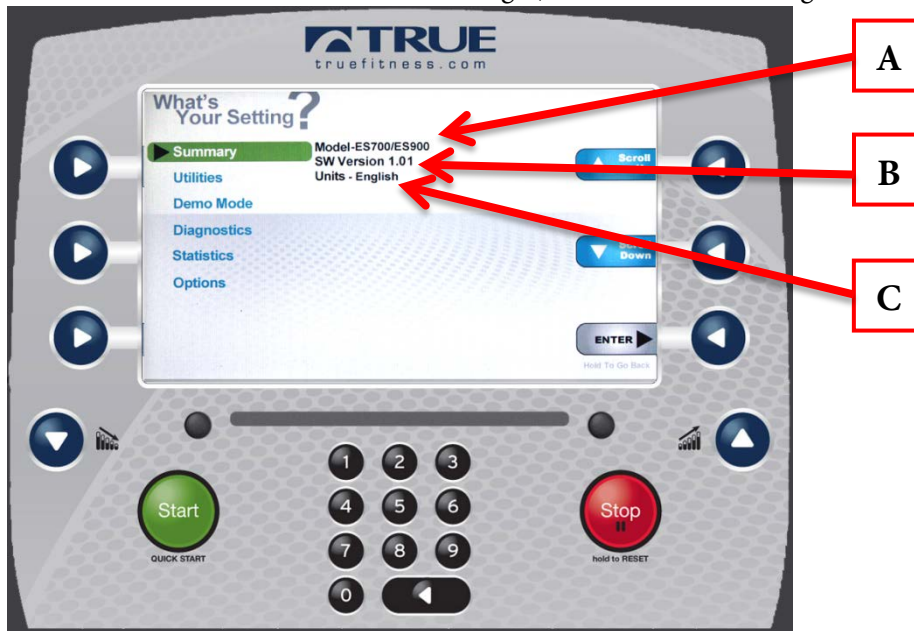 TRUE
truefitness.com
What's
Your Setting?
Summary
Utilities
Demo Mode
Diagnostics
Statistics
Options
Model-ES700/ES900
SW Version 1.01
Units - English
Scroll
Scroll
Down
ENTER
Hold To Go Back
A
B
C
Start
QUICK START
1 2 3
4 5 6
7 8 9
0
Stop
hold to RESET